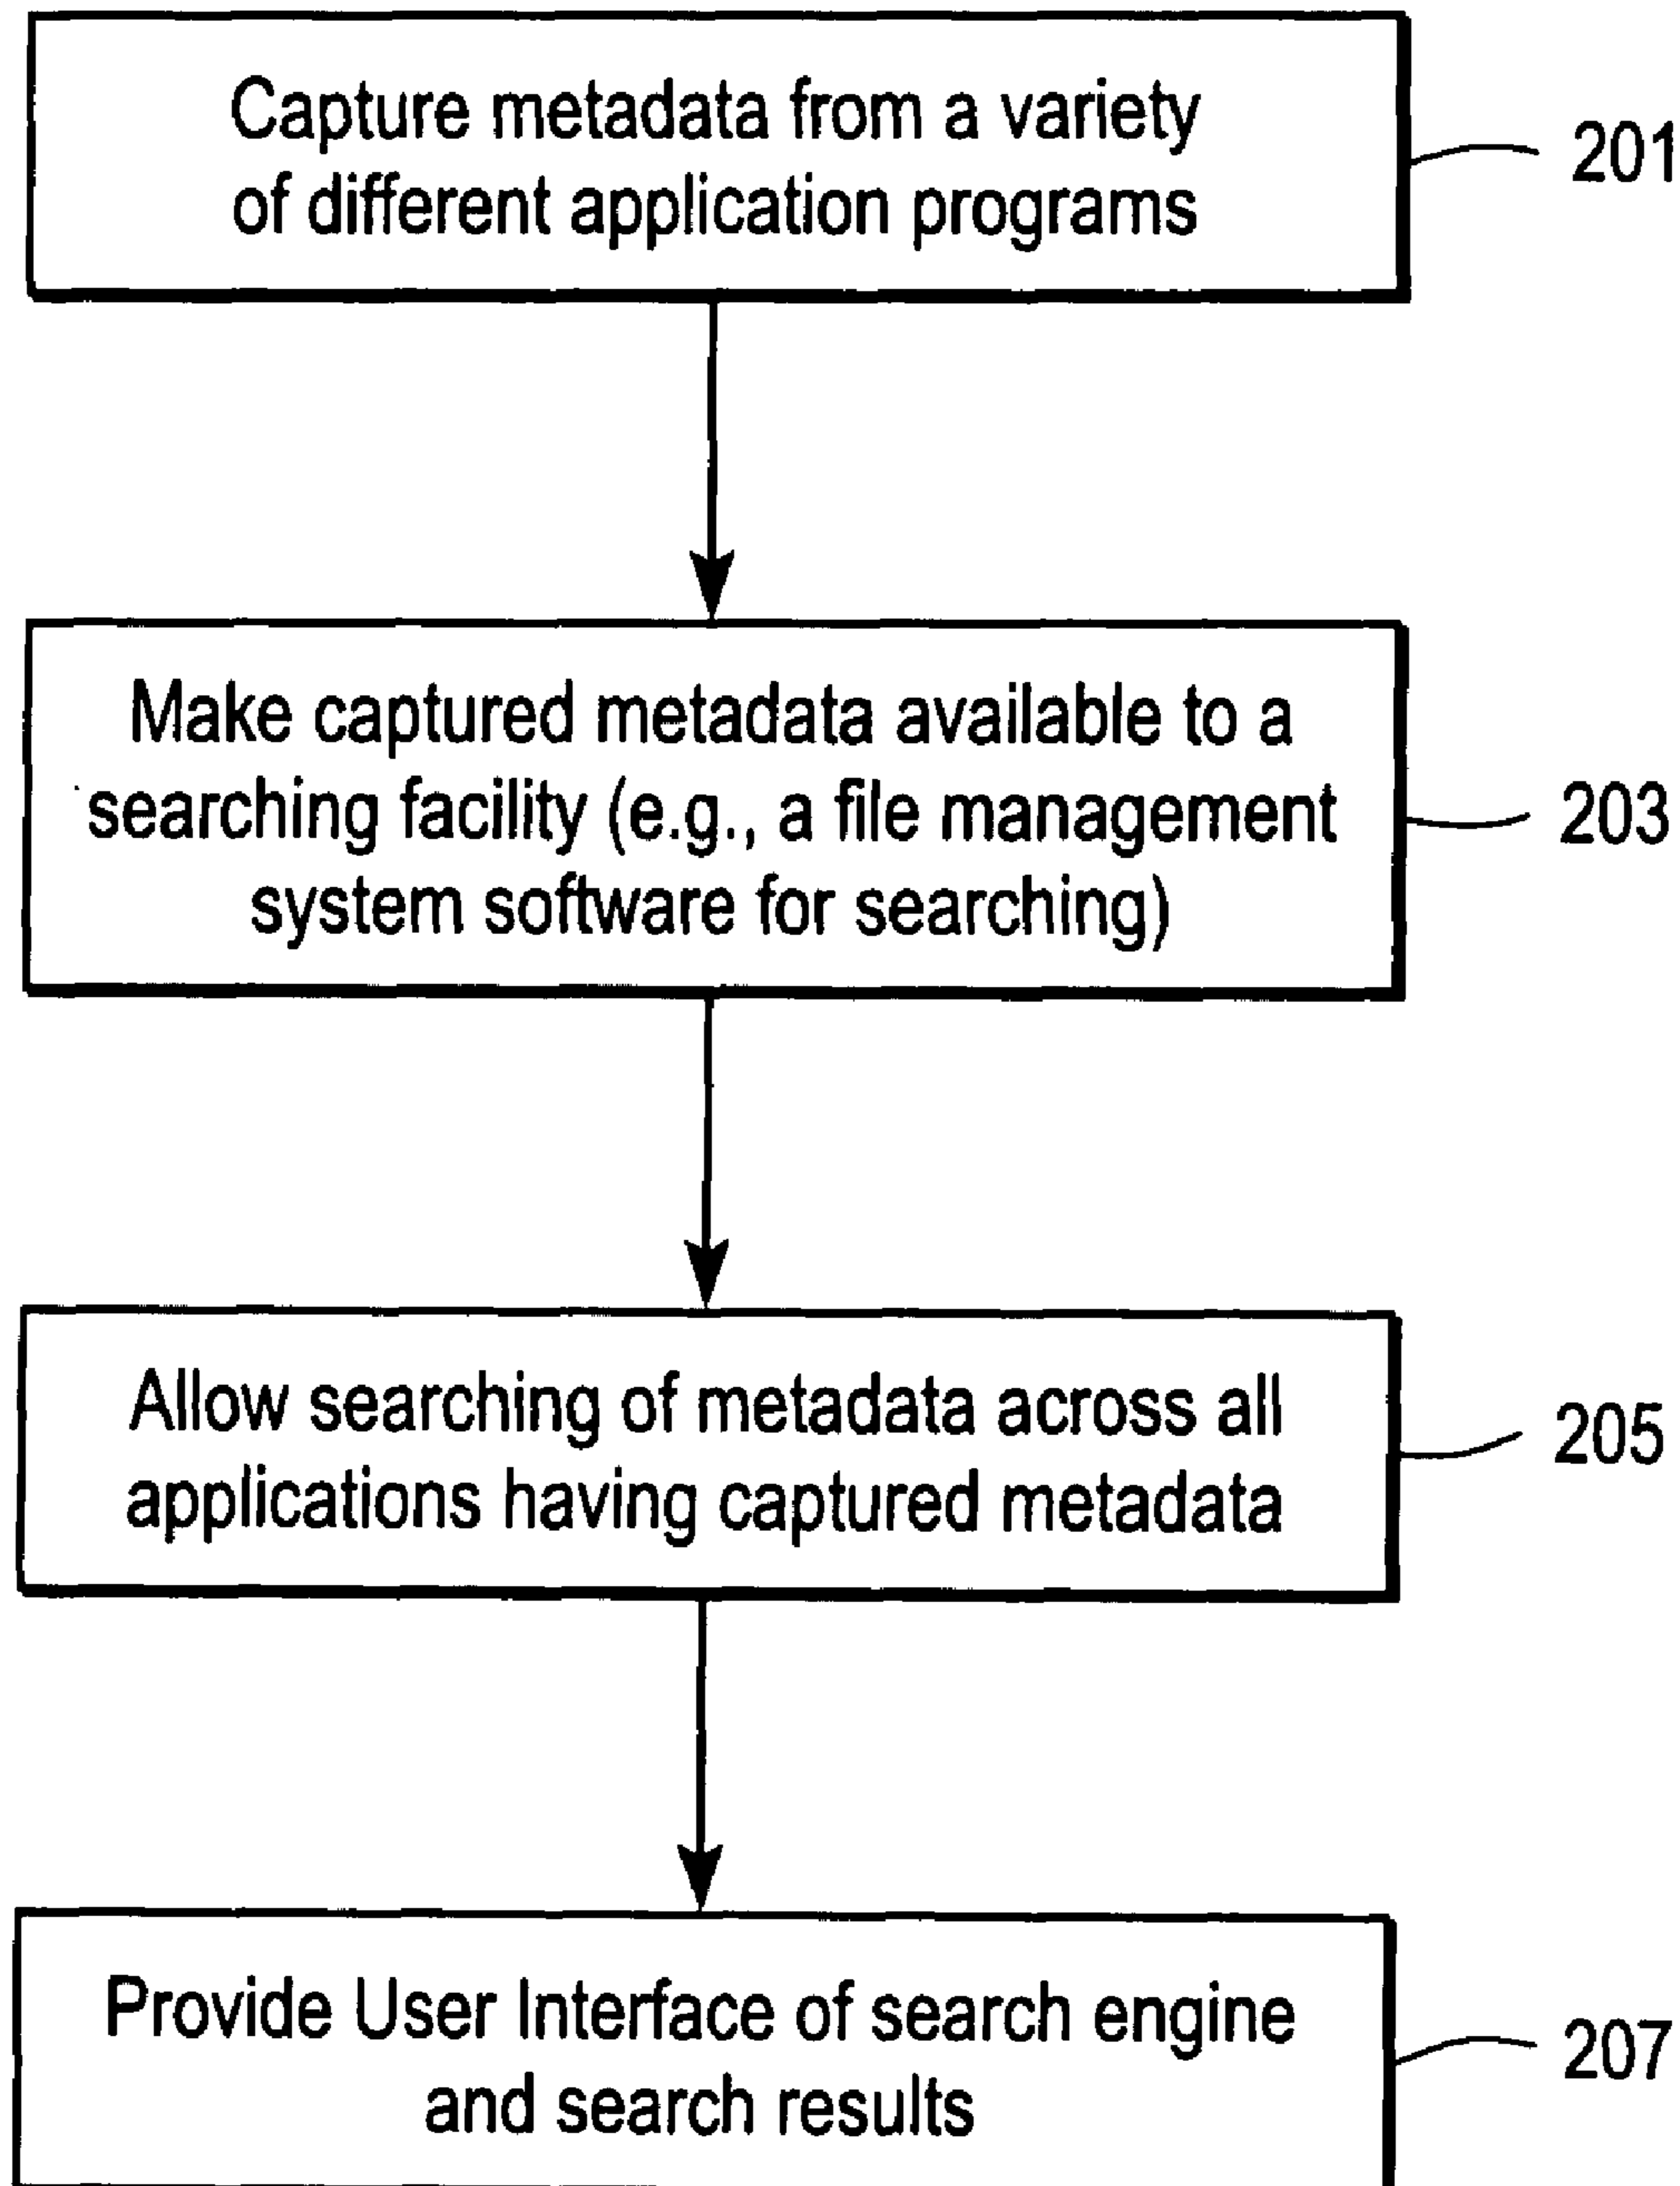 Capture metadata from a variety
of different application programs
201
Make captured metadata available to a
searching facility (e.g., a file management
system software for searching)
203
Allow searching of metadata across all
applications having captured metadata
205
Provide User Interface of search engine
and search results
207